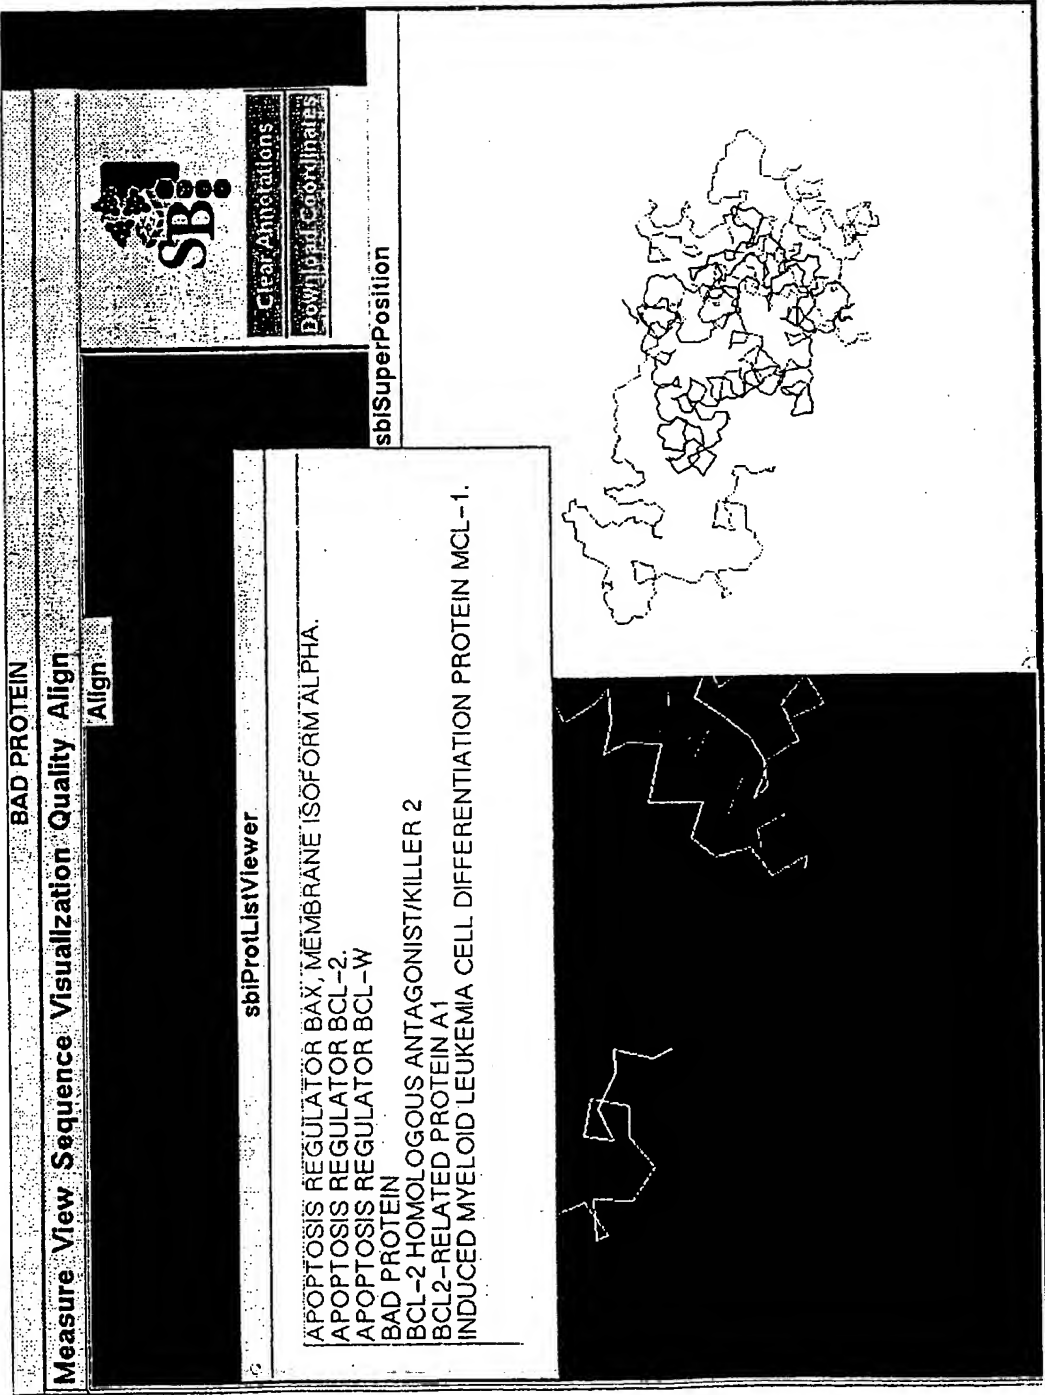 BAD PROTEIN
Measure View Sequence Visualization Quality Align
Align
SBI
Clear Annotations
Download Coordinates
sbiProtListViewer
APOPTOSIS REGULATOR BAX, MEMBRANE ISOFORM ALPHA.
APOPTOSIS REGULATOR BCL-2.
APOPTOSIS REGULATOR BCL-W
BAD PROTEIN
BCL-2 HOMOLOGOUS ANTAGONIST/KILLER 2
BCL2-RELATED PROTEIN A1
INDUCED MYELOID LEUKEMIA CELL DIFFERENTIATION PROTEIN MCL-1.
sbiSuperPosition